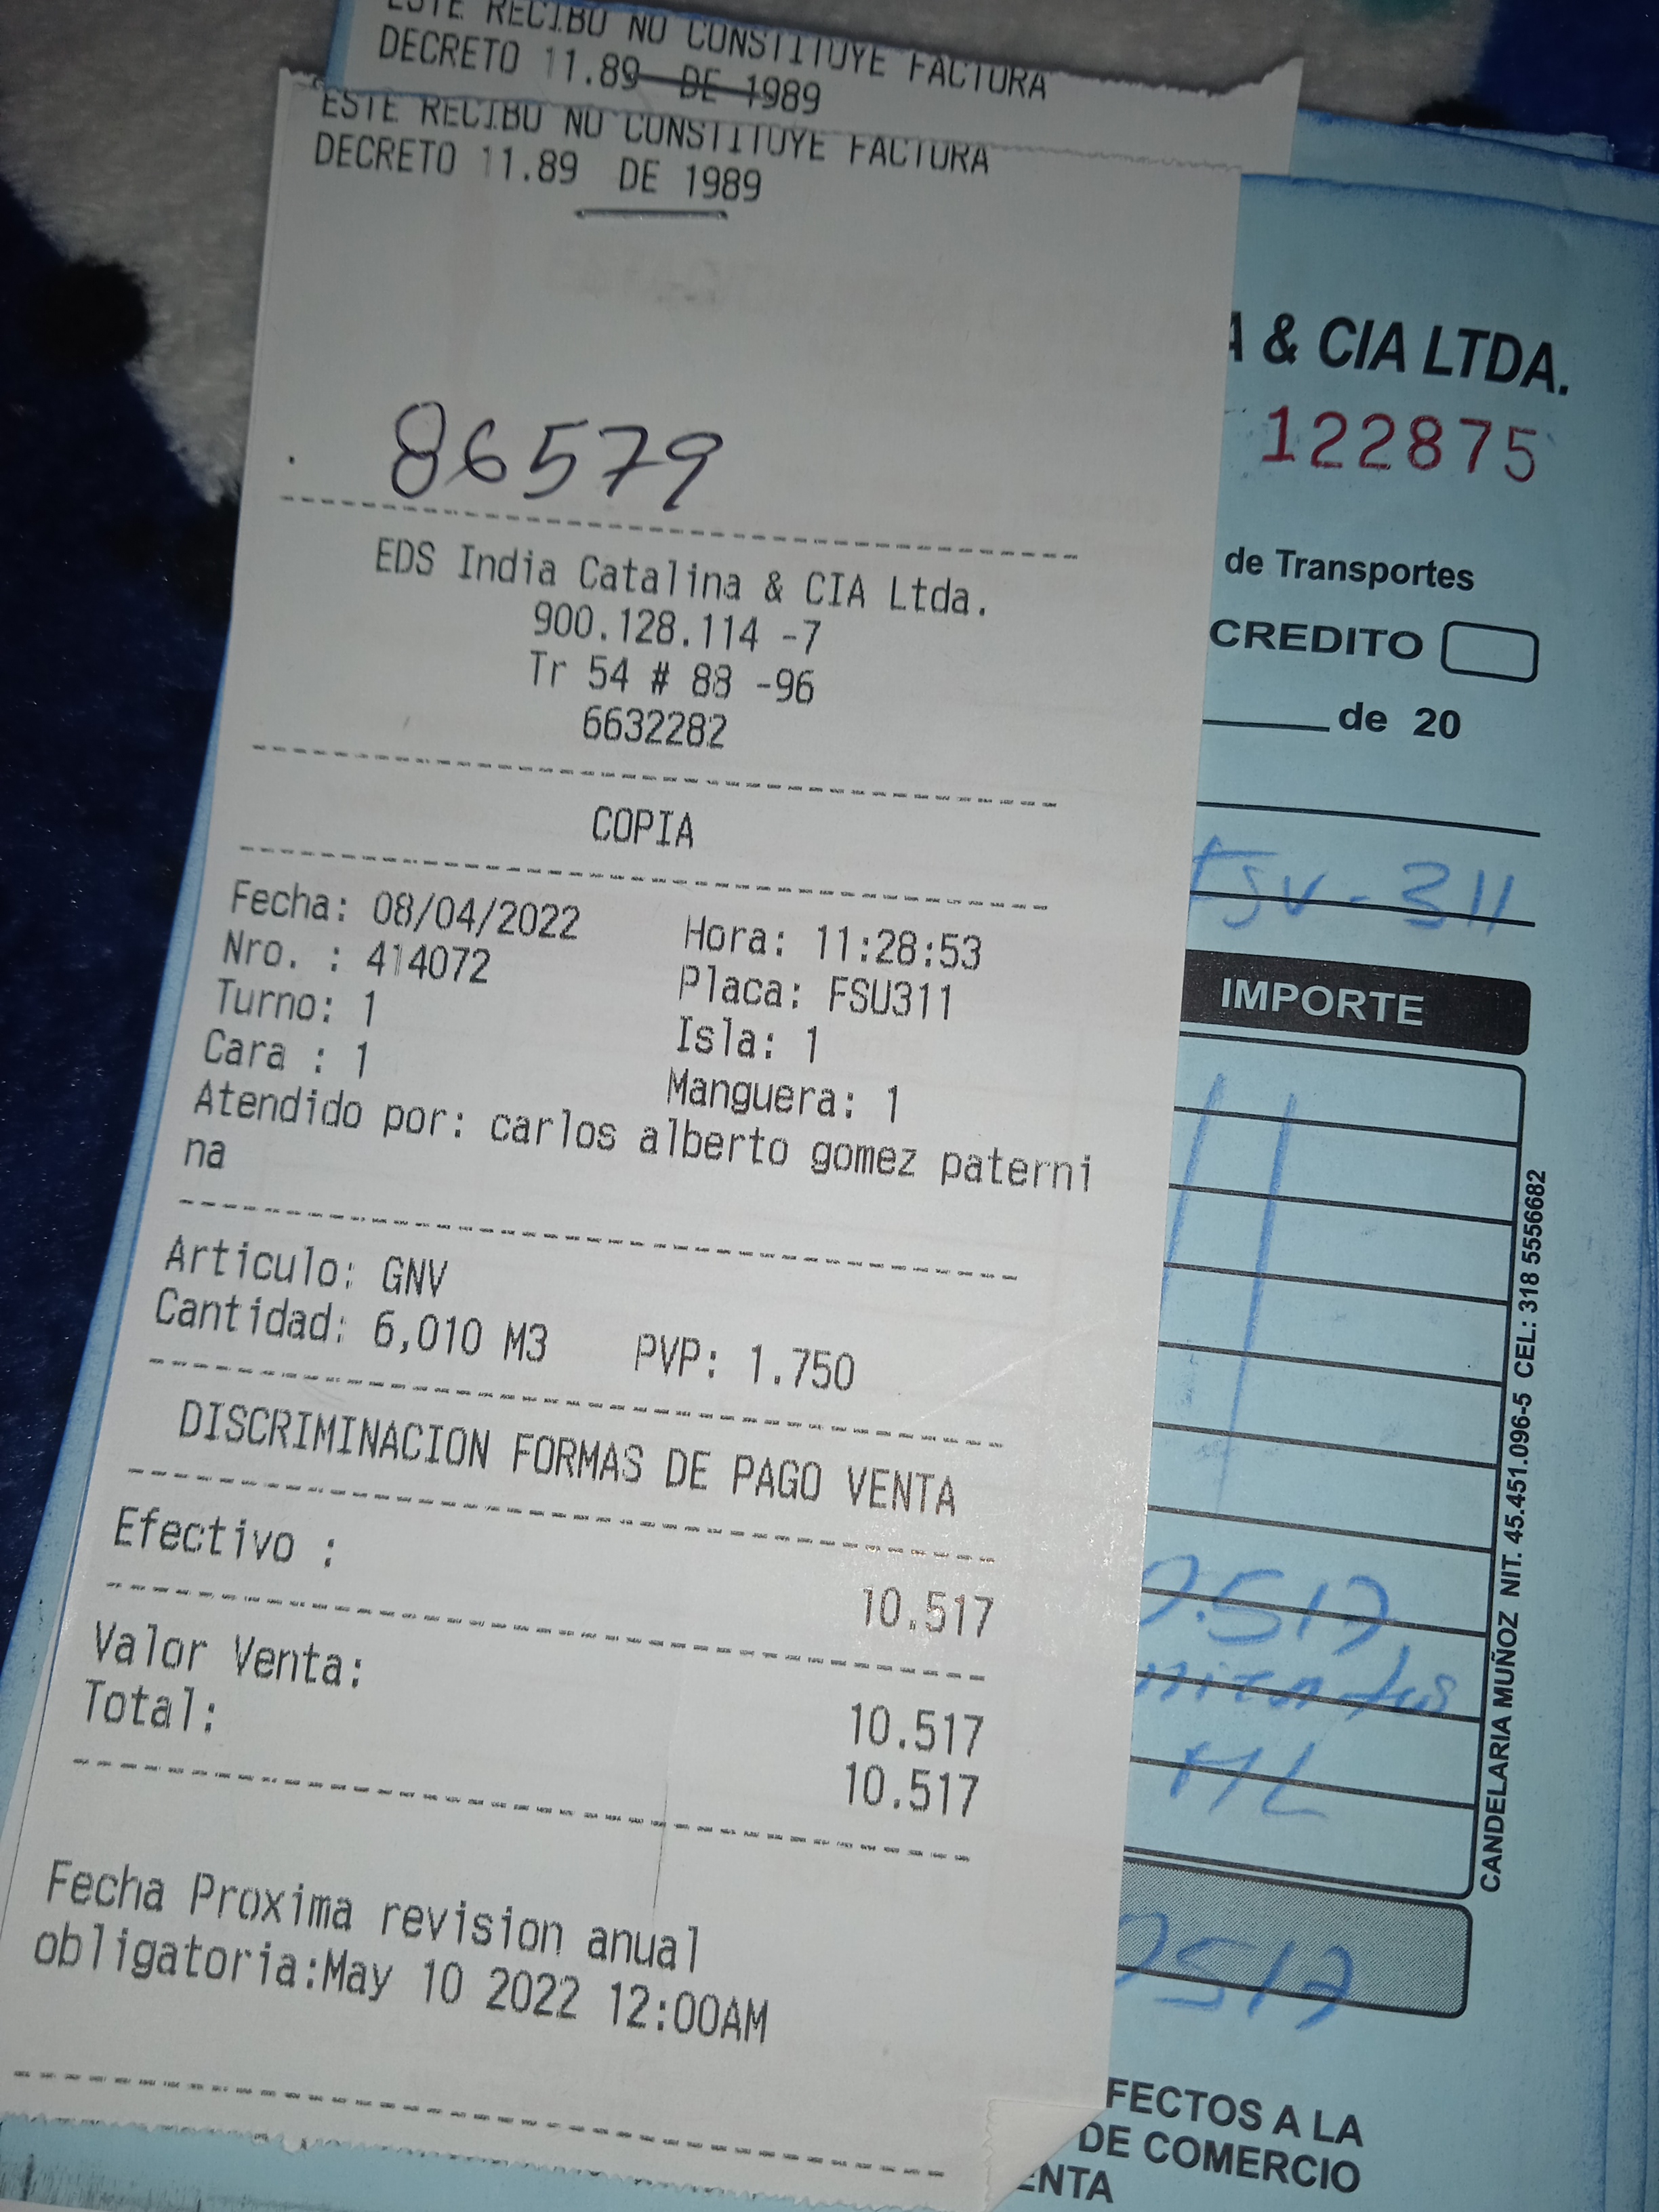 ESTE RECIBO NO CONSTITUYE FACTURA
DECRETO 11.89 DE 1989
ESTE RECIBO NO CONSTITUYE FACTURA
DECRETO 11.89 DE 1989
86579
EDS India Catalina & CIA Ltda.
900.128.114 -7
Tr 54 # 88 -96
6632282
COPIA
Fecha: 08/04/2022 Hora: 11:28:53
Nro. : 414072 Placa: FSU311
Turno: 1 Isla: 1
Cara : 1 Manguera: 1
Atendido por: carlos alberto gomez paterni
na
Articulo: GNV
Cantidad: 6,010 M3 PVP: 1.750
DISCRIMINACION FORMAS DE PAGO VENTA
Efectivo : 10.517
Valor Venta: 10.517
Total: 10.517
Fecha Proxima revision anual
obligatoria:May 10 2022 12:00AM
A & CIA LTDA.
122875
de Transportes
CREDITO
de 20
311
IMPORTE
0.517
ML
0517
CANDELARIA MUÑOZ NIT. 45.451.096-5 CEL: 318 5556682
FECTOS A LA
DE COMERCIO
ENTA